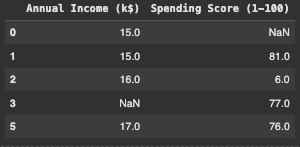 Annual Income (k$) Spending Score (1-100)
0 15.0 NaN
1 15.0 81.0
2 16.0 6.0
3 NaN 77.0
5 17.0 76.0